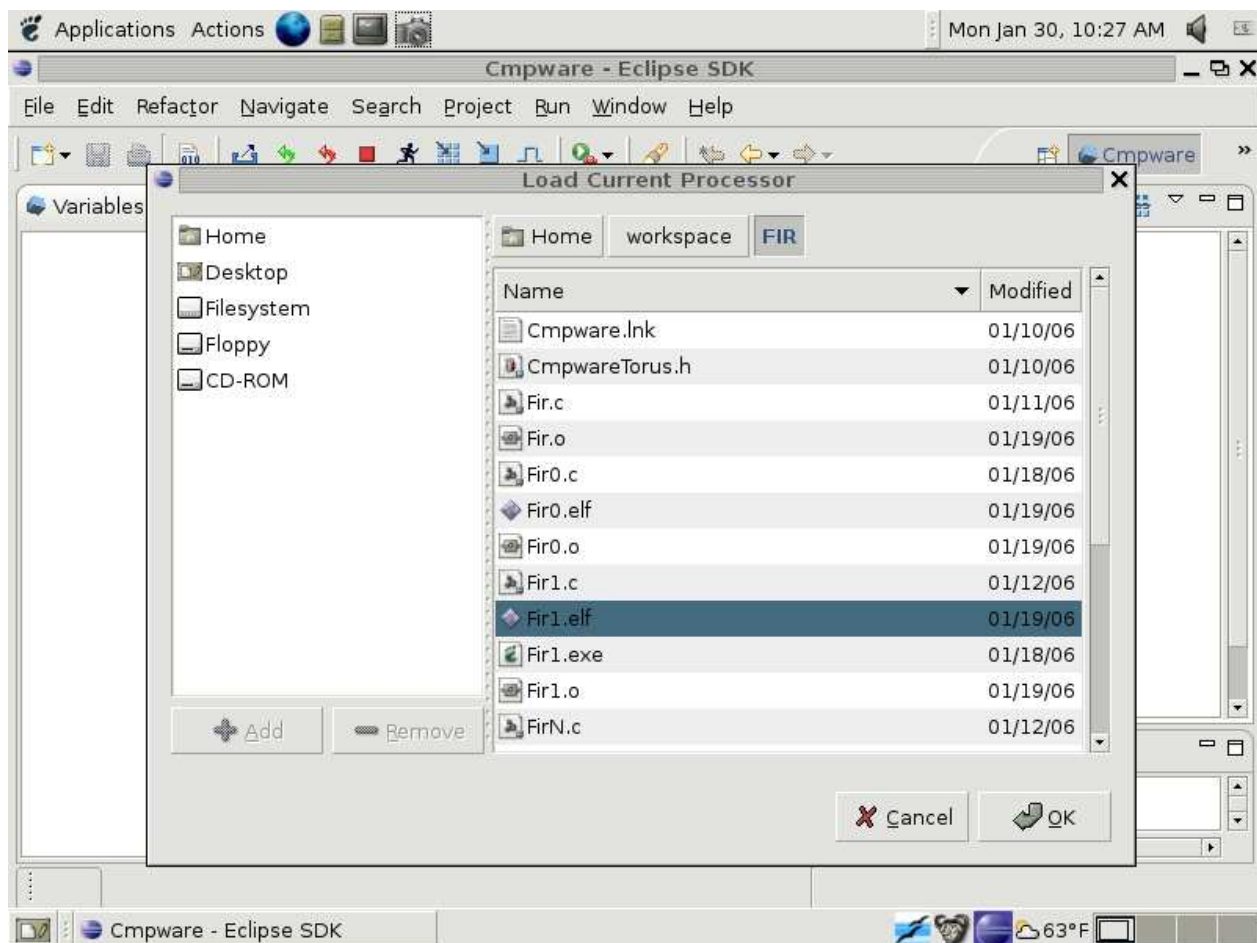 Applications Actions Mon Jan 30, 10:27 AM
Cmpware - Eclipse SDK
File Edit Refactor Navigate Search Project Run Window Help
010
Cmpware »
Load Current Processor
Variables
Home
Desktop
Filesystem
Floppy
CD-ROM
Add Remove
Home workspace FIR
Name Modified
Cmpware.lnk 01/10/06
CmpwareTorus.h 01/10/06
Fir.c 01/11/06
Fir.o 01/19/06
Fir0.c 01/18/06
Fir0.elf 01/19/06
Fir0.o 01/19/06
Fir1.c 01/12/06
Fir1.elf 01/19/06
Fir1.exe 01/18/06
Fir1.o 01/19/06
FirN.c 01/12/06
Cancel OK
Cmpware - Eclipse SDK 63°F